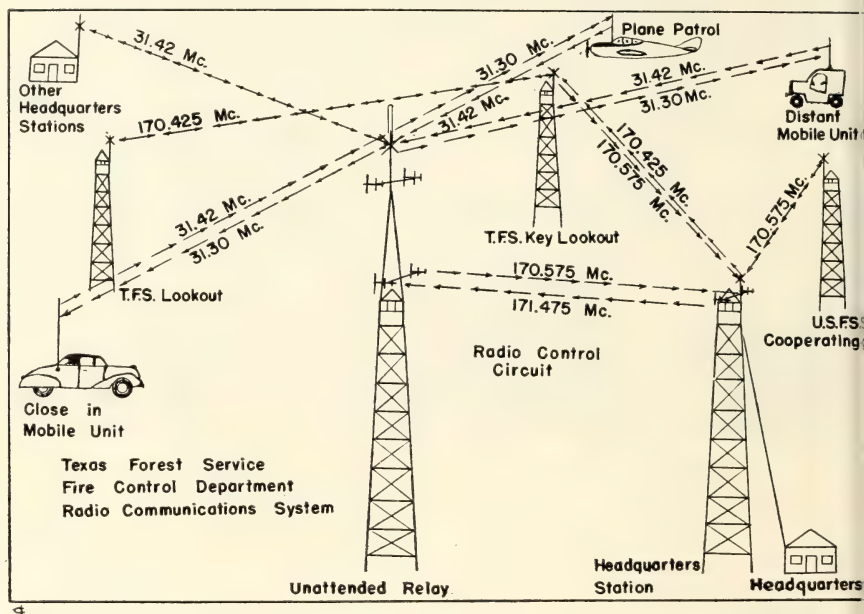 31.42 Mc.
Other
Headquarters
Stations
170.425 Mc.
31.30 Mc.
31.42 Mc.
Plane Patrol
31.42 Mc.
31.30 Mc.
Distant
Mobile Unit
170.425 Mc.
170.575 Mc.
170.575 Mc.
31.42 Mc.
31.30 Mc.
T.F.S. Lookout
T.F.S. Key Lookout
170.575 Mc.
171.475 Mc.
U.S.F.S.
Cooperating
Radio Control
Circuit
Close in
Mobile Unit
Texas Forest Service
Fire Control Department
Radio Communications System
Unattended Relay
Headquarters
Station
Headquarters